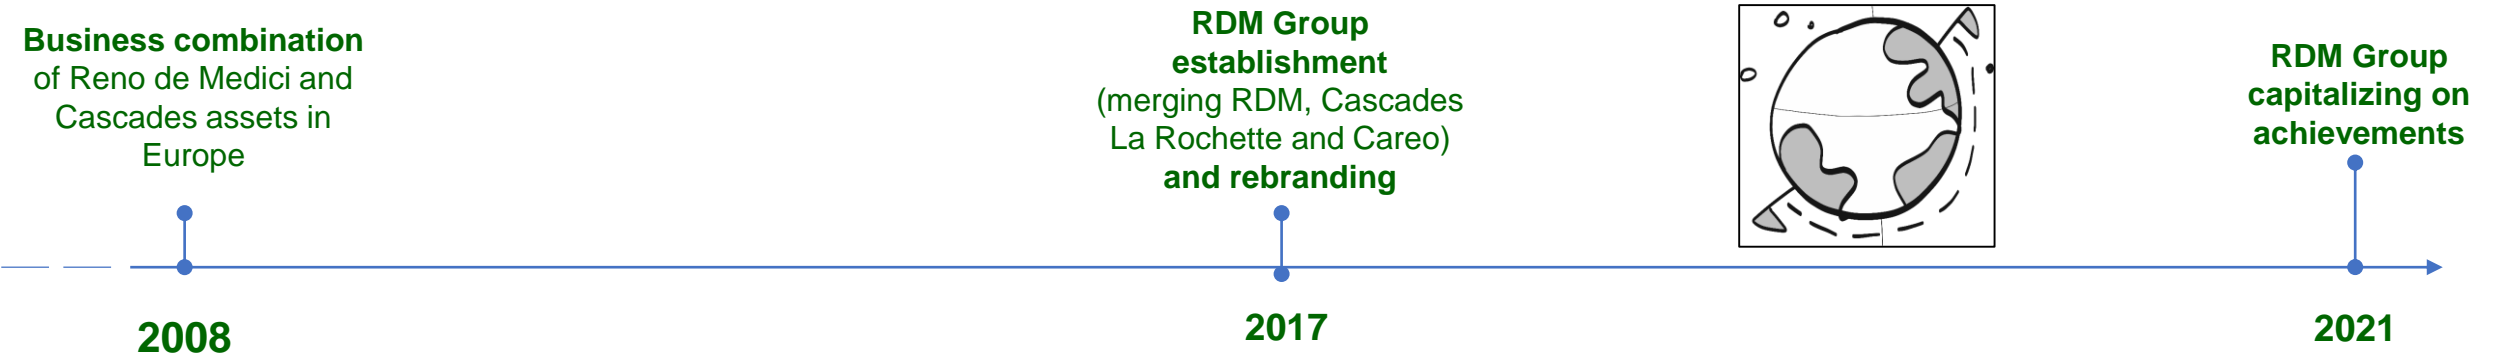 Business combination
of Reno de Medici and
Cascades assets in
Europe
2008
RDM Group
establishment
(merging RDM, Cascades
La Rochette and Careo)
and rebranding
2017
RDM Group
capitalizing on
achievements
2021